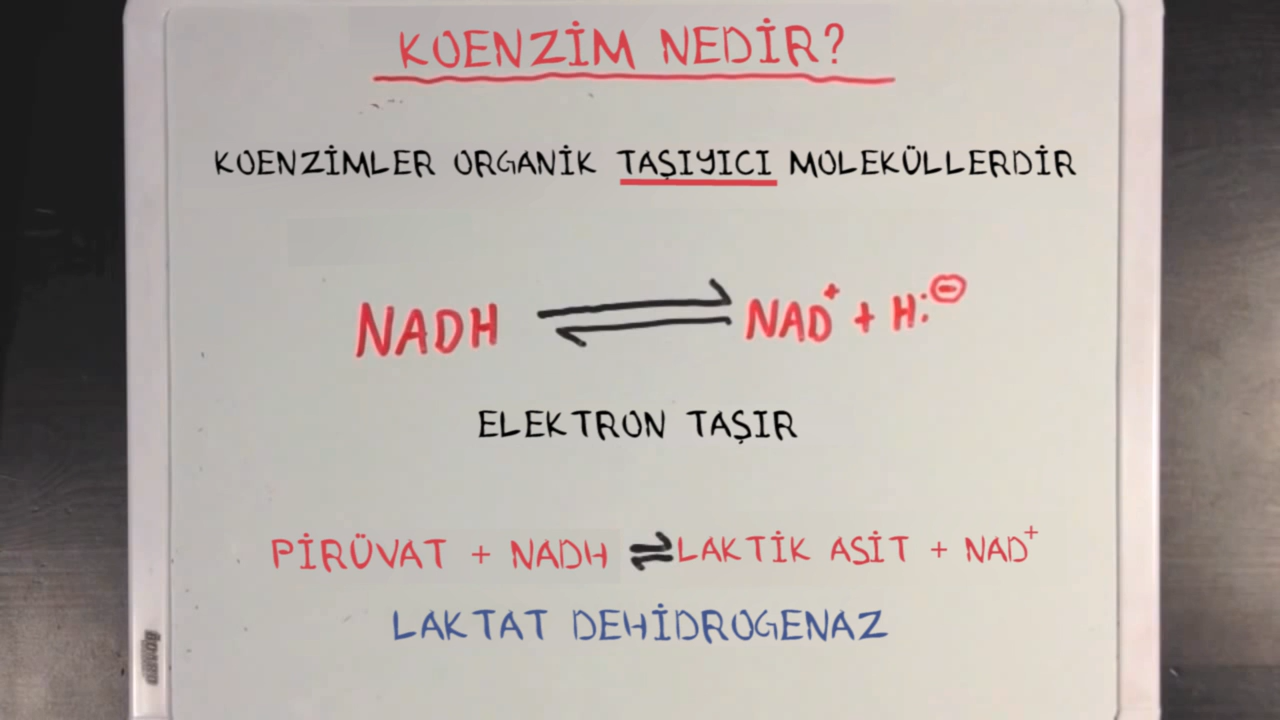 KOENZİM NEDİR?
KOENZİMLER ORGANİK TAŞIYICI MOLEKÜLLERDİR
NADH ⇌ NAD⁺ + H:⊖
ELEKTRON TAŞIR
PİRÜVAT + NADH ⇌ LAKTİK ASİT + NAD⁺
LAKTAT DEHİDROGENAZ